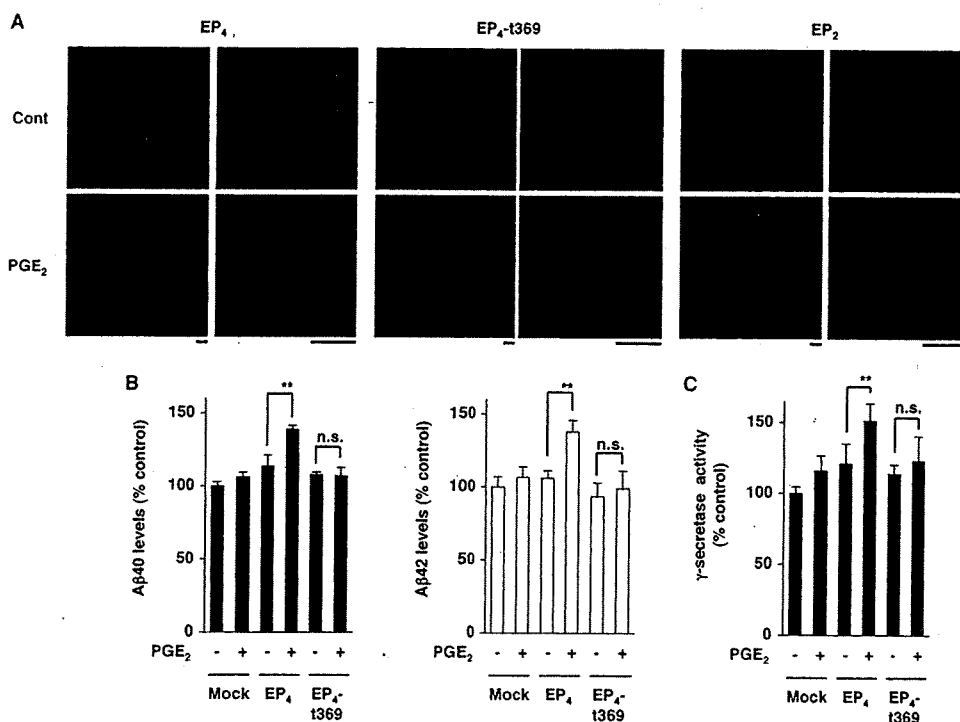 A
EP4 EP4-t369 EP2
Cont
PGE2
B
Aβ40 levels (% control)
150
100
50
0
**
n.s.
PGE2 - + - + - +
Mock EP4 EP4-
t369
Aβ42 levels (% control)
150
100
50
0
**
n.s.
- + - + - +
Mock EP4 EP4-
t369
C
γ-secretase activity
(% control)
150
100
50
0
**
n.s.
PGE2 - + - + - +
Mock EP4 EP4-
t369